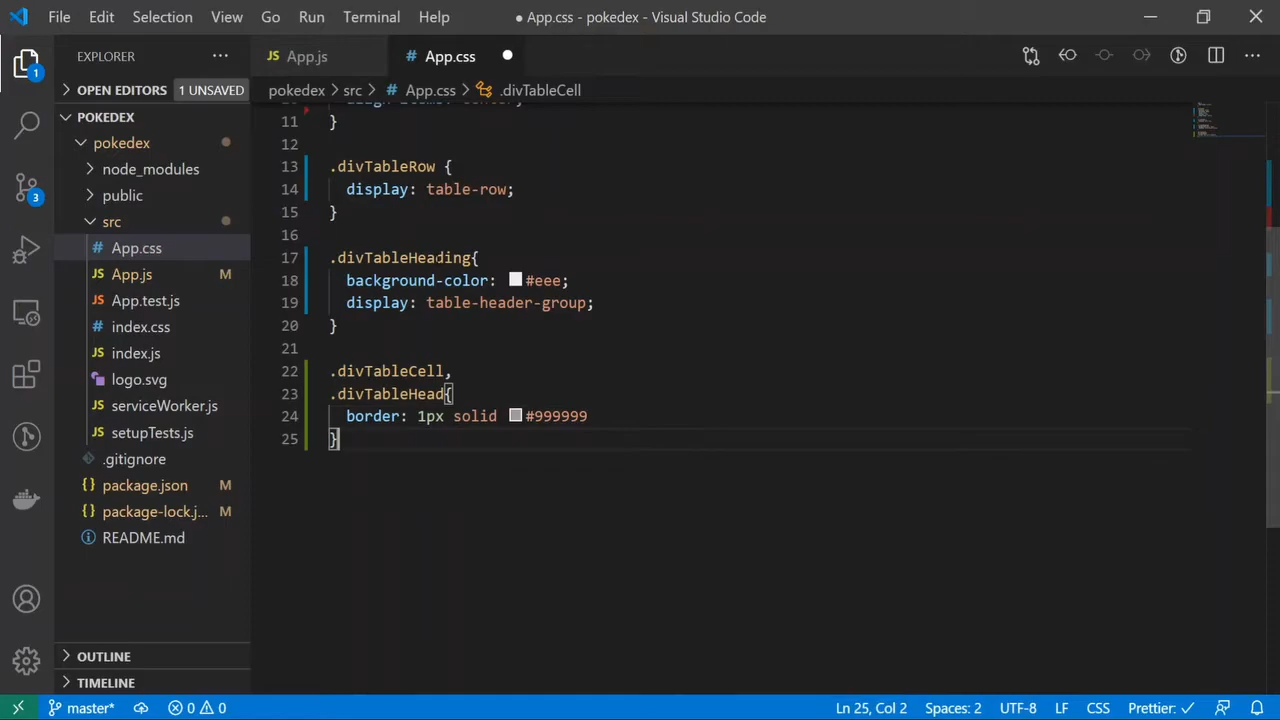 File Edit Selection View Go Run Terminal Help ● App.css - pokedex - Visual Studio Code
EXPLORER ...
JS App.js
# App.css
OPEN EDITORS 1 UNSAVED
pokedex > src > # App.css > .divTableCell
POKEDEX
pokedex
node_modules
public
src
# App.css
JS App.js M
JS App.test.js
# index.css
JS index.js
logo.svg
JS serviceWorker.js
JS setupTests.js
.gitignore
{} package.json M
{} package-lock.j... M
README.md
OUTLINE
TIMELINE
1
3
11 }
12
13 .divTableRow {
14 display: table-row;
15 }
16
17 .divTableHeading{
18 background-color: #eee;
19 display: table-header-group;
20 }
21
22 .divTableCell,
23 .divTableHead{
24 border: 1px solid #999999
25 }
master* 0 0 Ln 25, Col 2 Spaces: 2 UTF-8 LF CSS Prettier: ✓